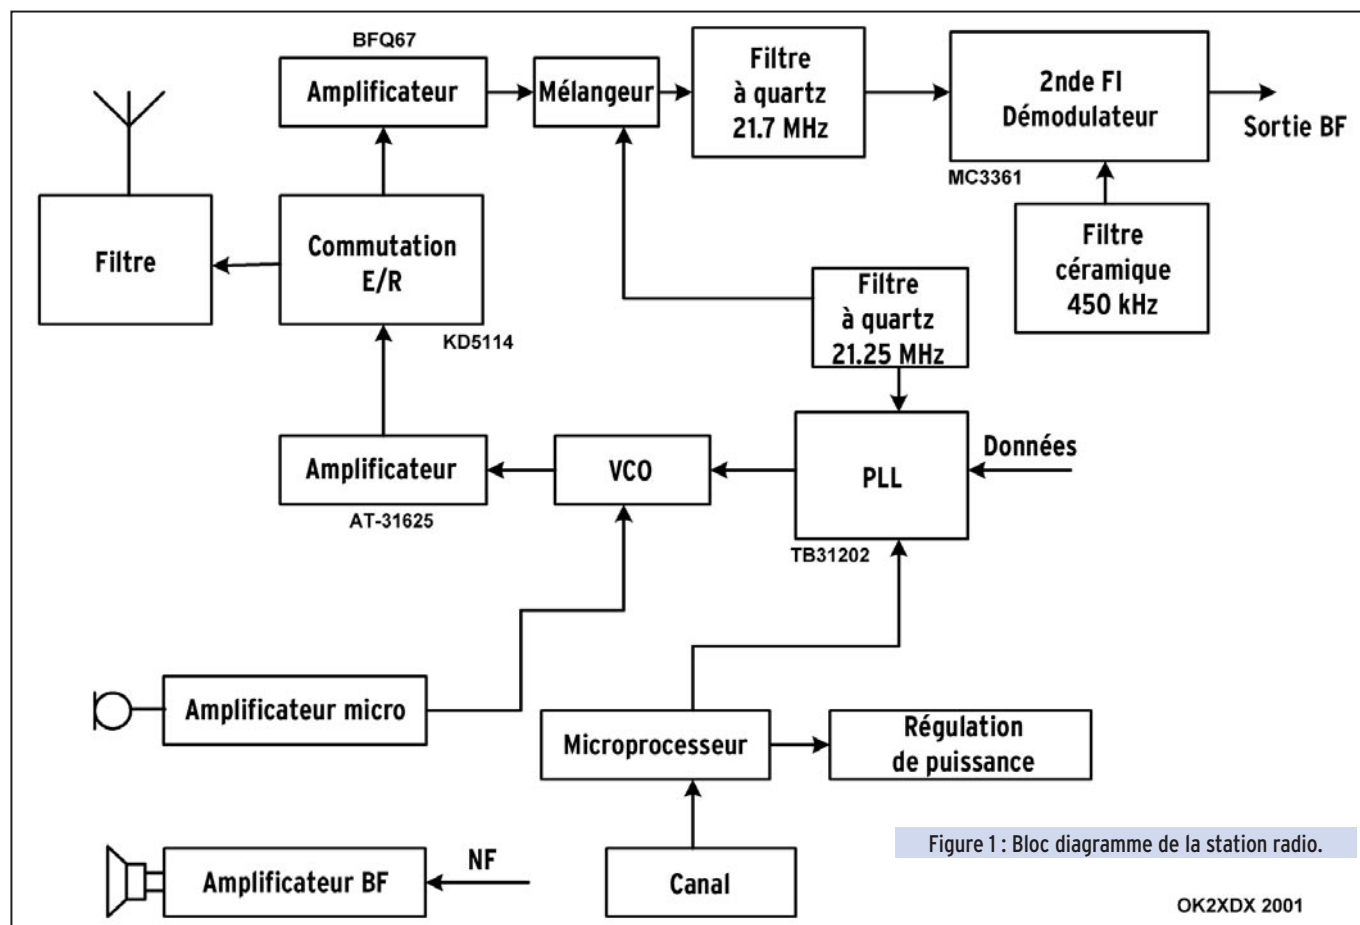 BFQ67
Amplificateur
Mélangeur
Filtre
à quartz
21.7 MHz
2nde FI
Démodulateur
Sortie BF
MC3361
Filtre
Commutation
E/R
KD5114
Filtre
à quartz
21.25 MHz
Filtre
céramique
450 kHz
Amplificateur
AT-31625
VCO
PLL
Données
TB31202
Amplificateur micro
Microprocesseur
Régulation
de puissance
Amplificateur BF
NF
Canal
Figure 1 : Bloc diagramme de la station radio.
OK2XDX 2001